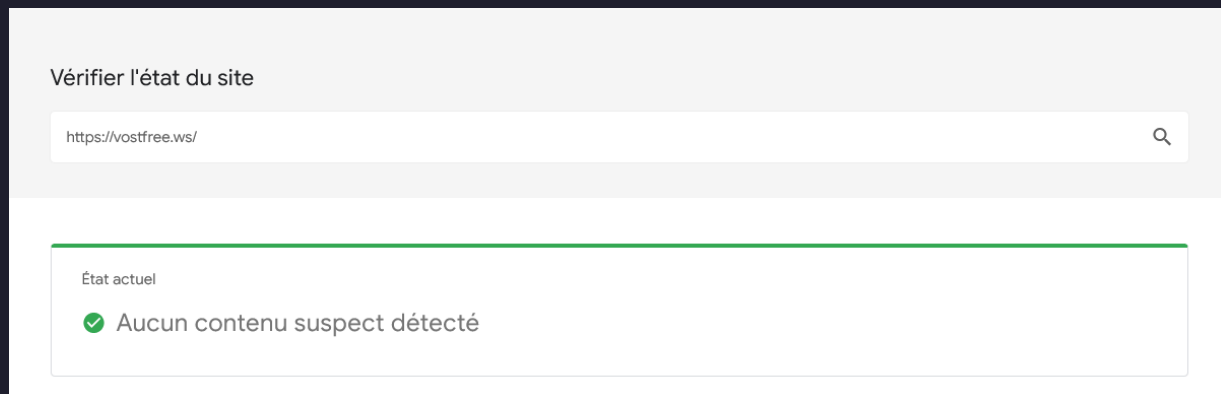 Vérifier l'état du site
https://vostfree.ws/
État actuel
Aucun contenu suspect détecté